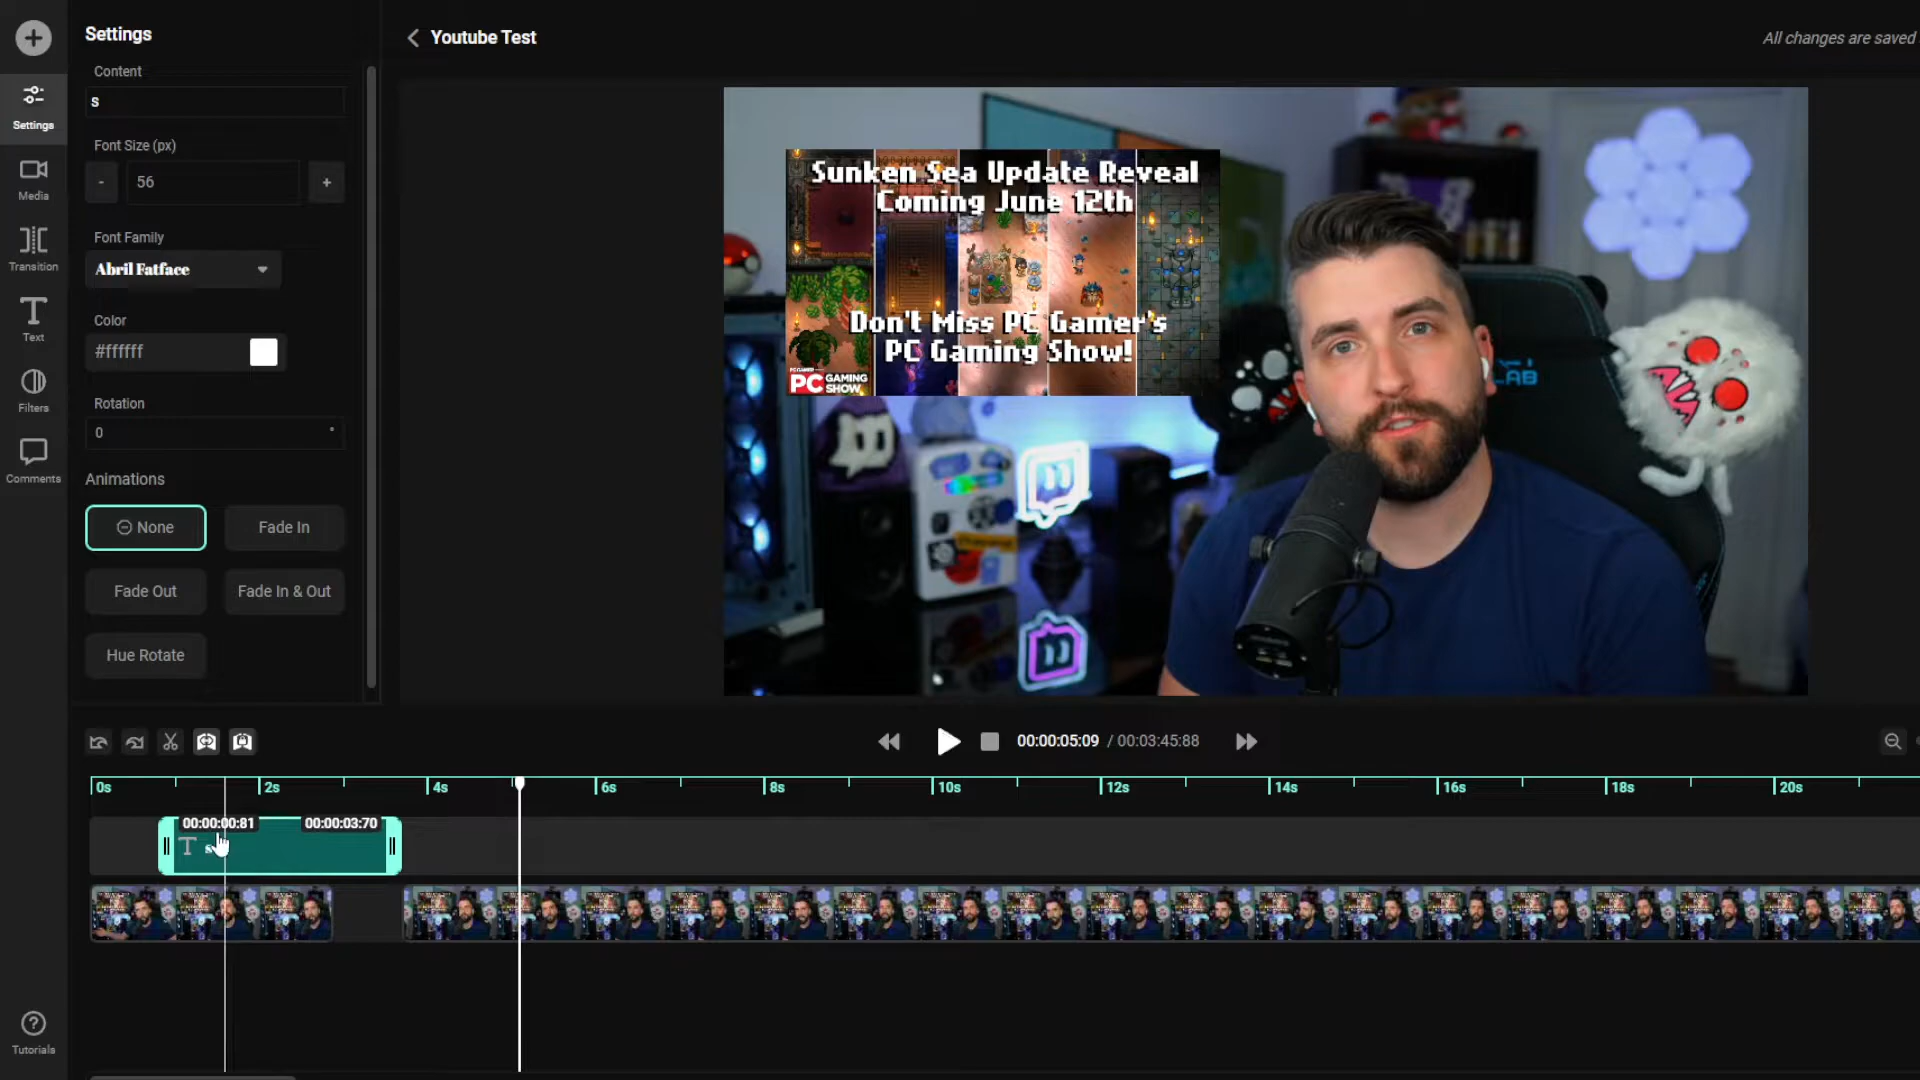 Settings
Youtube Test
All changes are saved
Content
s
Font Size (px)
-
56
+
Font Family
Abril Fatface
Color
#ffffff
Rotation
0
°
Animations
None
Fade In
Fade Out
Fade In & Out
Hue Rotate
Settings
Media
Transition
Text
Filters
Comments
Tutorials
Sunken Sea Update Reveal
Coming June 12th
Don't Miss PC Gamer's
PC Gaming Show!
PC GAMER
PC GAMING
SHOW
LAB
00:00:05:09 / 00:03:45:88
0s
2s
4s
6s
8s
10s
12s
14s
16s
18s
20s
00:00:00:81
00:00:03:70
T s